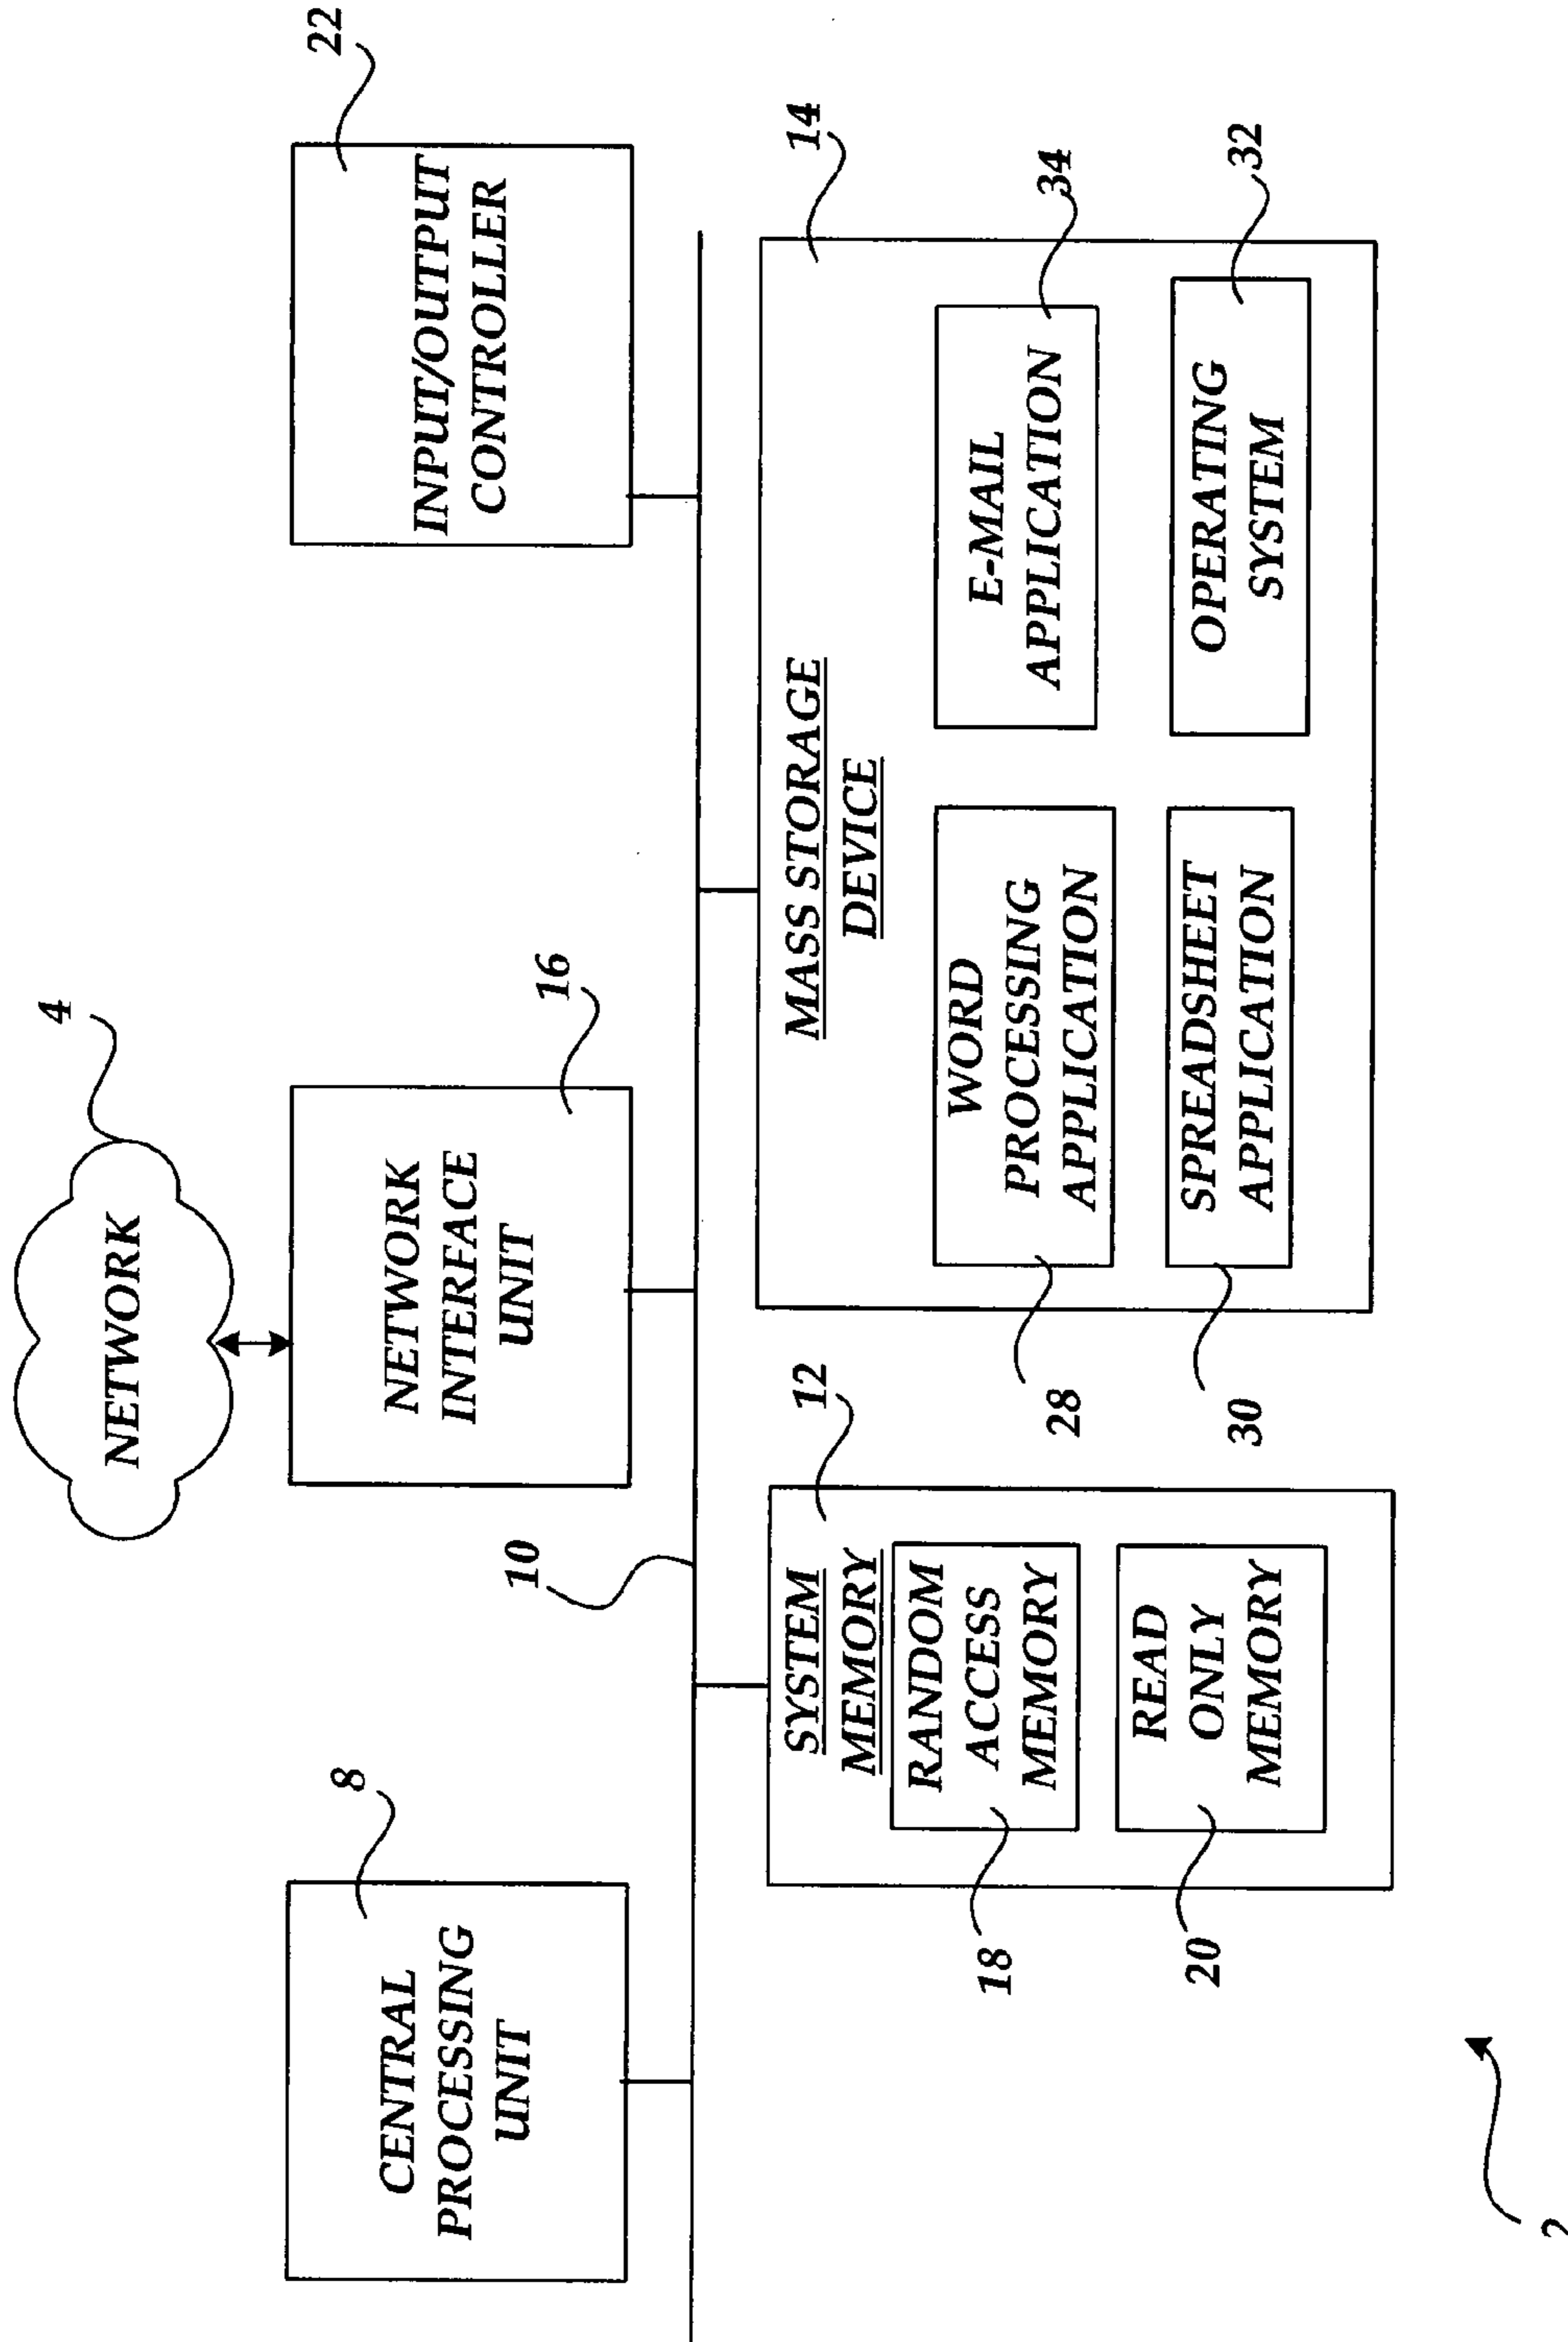 4
NETWORK
8
CENTRAL
PROCESSING
UNIT
NETWORK
INTERFACE
UNIT
16
22
INPUT/OUTPUT
CONTROLLER
10
12
SYSTEM
MEMORY
RANDOM
ACCESS
MEMORY
18
READ
ONLY
MEMORY
20
14
MASS STORAGE
DEVICE
WORD
PROCESSING
APPLICATION
28
E-MAIL
APPLICATION
34
SPREADSHEET
APPLICATION
30
OPERATING
SYSTEM
32
2